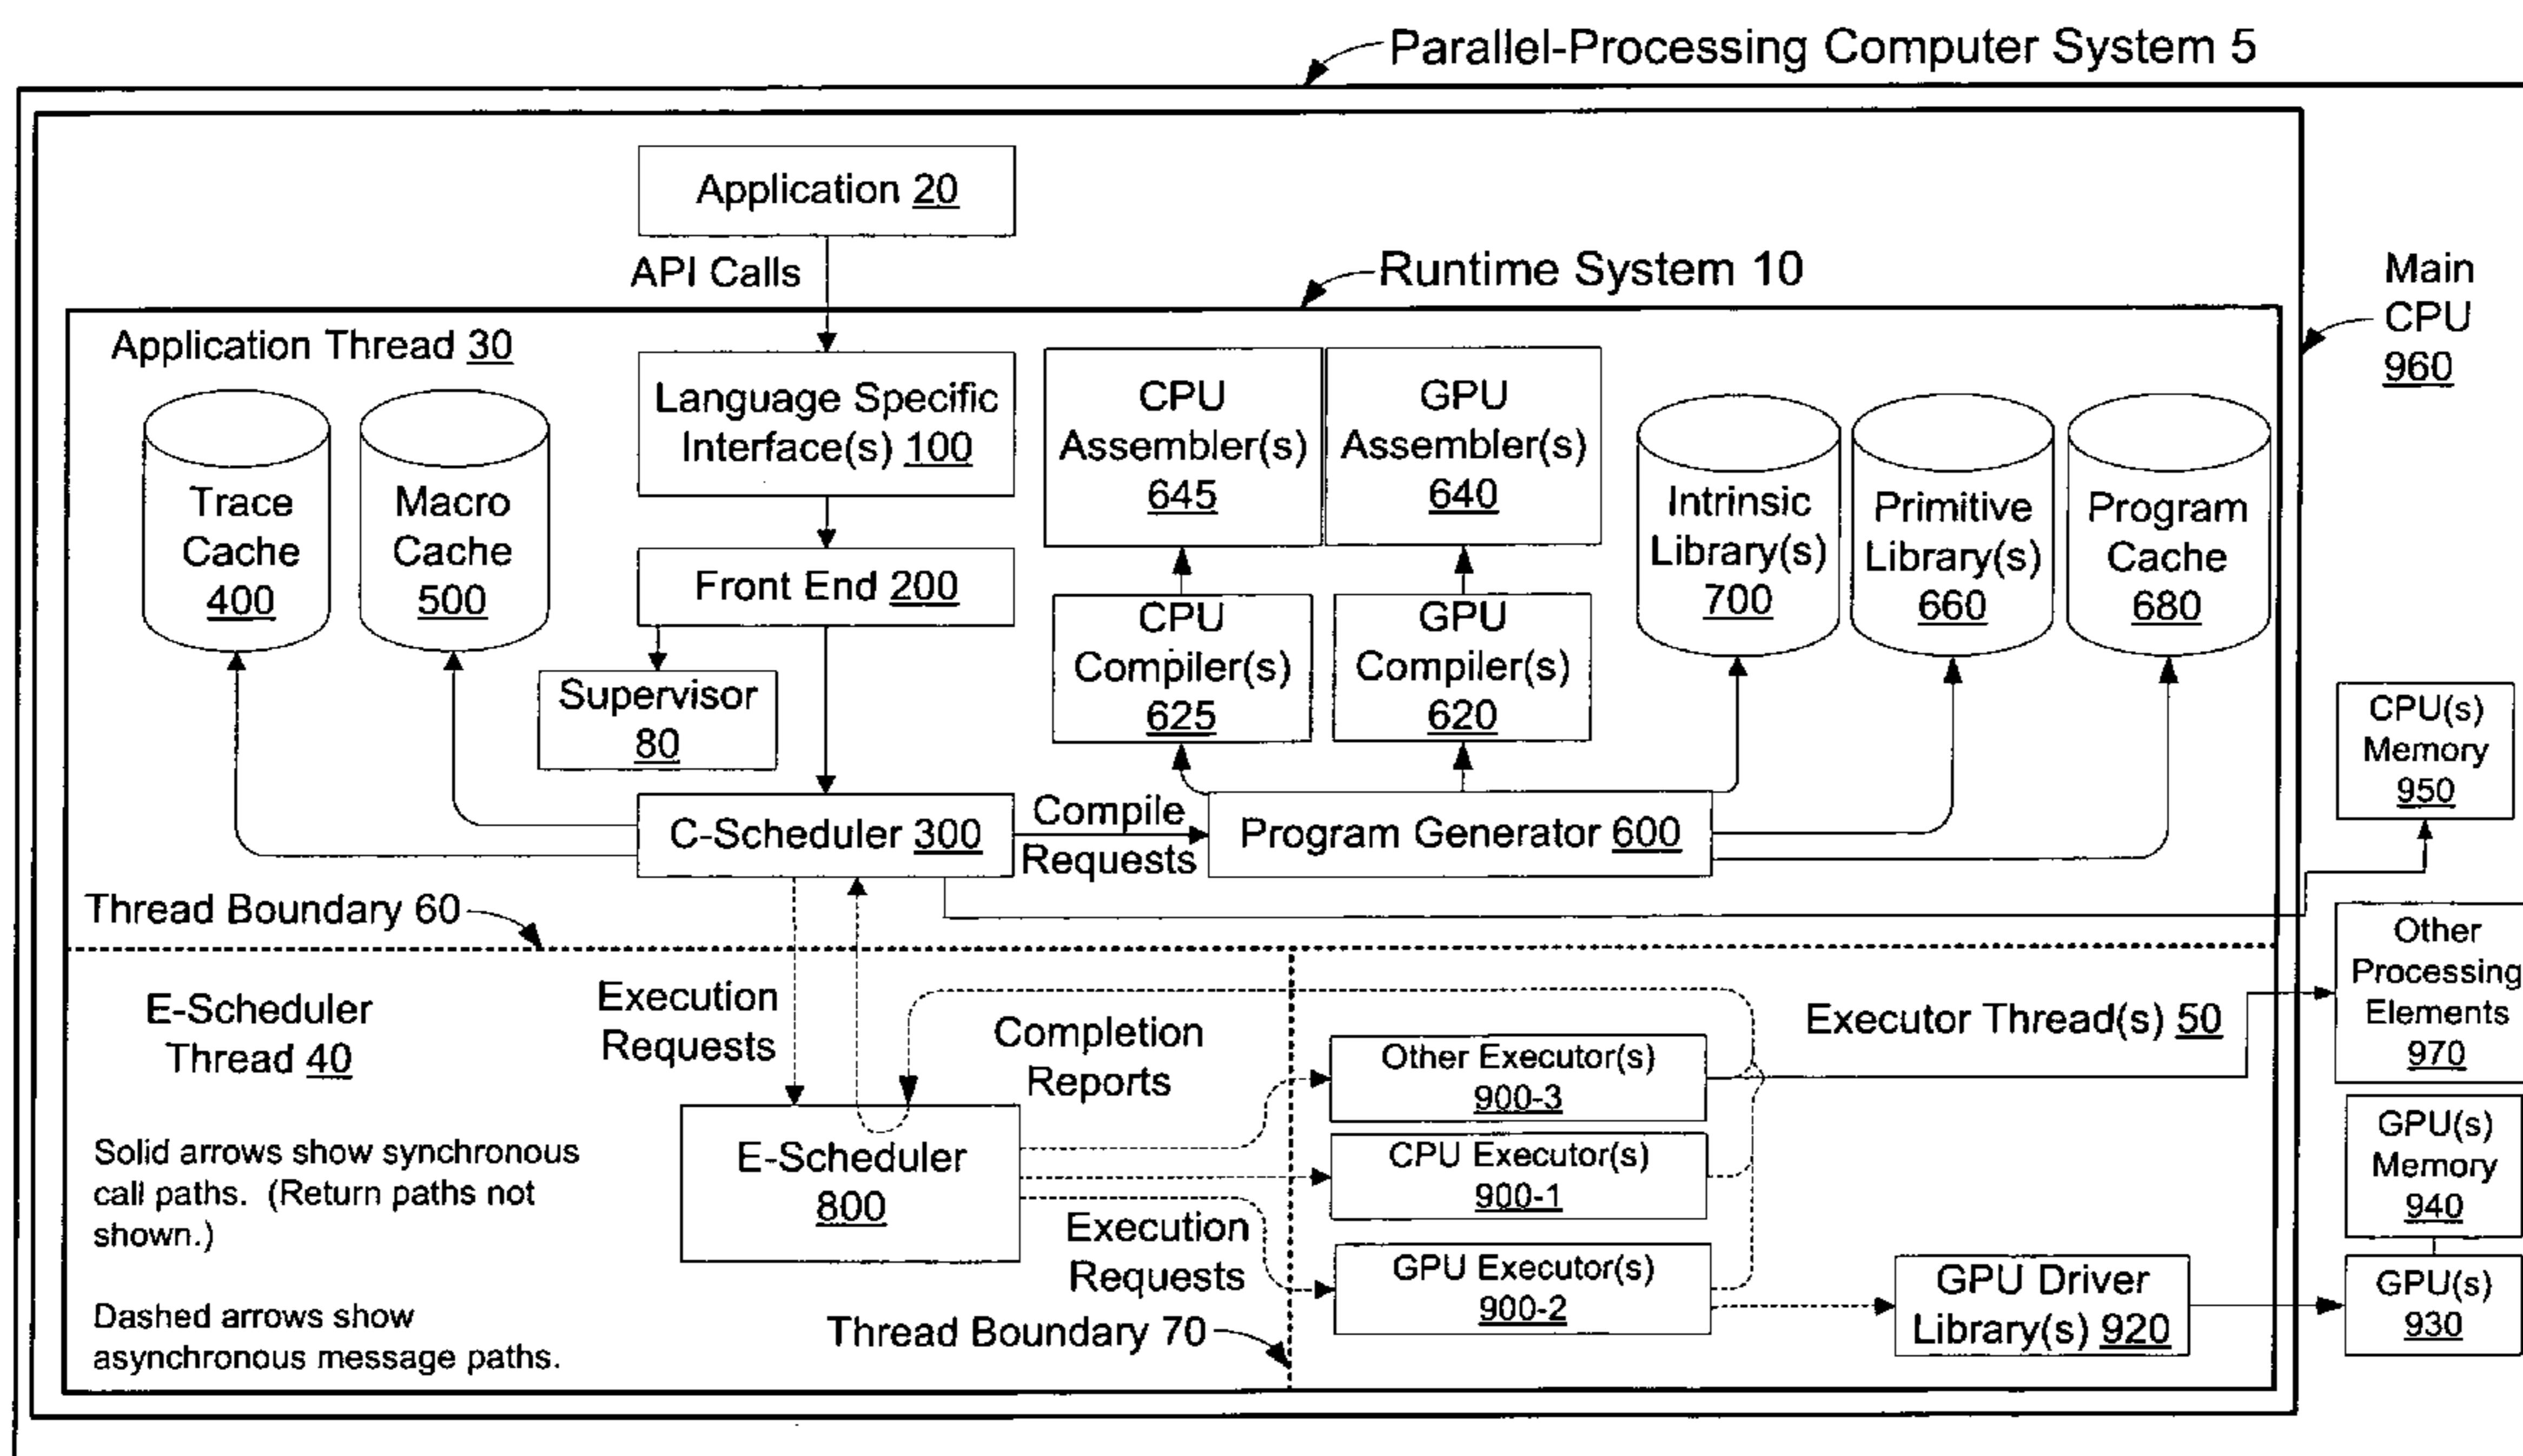 Parallel-Processing Computer System 5
Application 20
API Calls
Runtime System 10
Main
CPU
960
Application Thread 30
Language Specific
Interface(s) 100
CPU
Assembler(s)
645
GPU
Assembler(s)
640
Trace
Cache
400
Macro
Cache
500
Intrinsic
Library(s)
700
Primitive
Library(s)
660
Program
Cache
680
Front End 200
CPU
Compiler(s)
625
GPU
Compiler(s)
620
Supervisor
80
CPU(s)
Memory
950
C-Scheduler 300
Compile
Requests
Program Generator 600
Thread Boundary 60
Other
Processing
Elements
970
E-Scheduler
Thread 40
Execution
Requests
Completion
Reports
Executor Thread(s) 50
Other Executor(s)
900-3
CPU Executor(s)
900-1
GPU Executor(s)
900-2
E-Scheduler
800
Execution
Requests
GPU(s)
Memory
940
GPU Driver
Library(s) 920
GPU(s)
930
Solid arrows show synchronous
call paths. (Return paths not
shown.)
Dashed arrows show
asynchronous message paths.
Thread Boundary 70